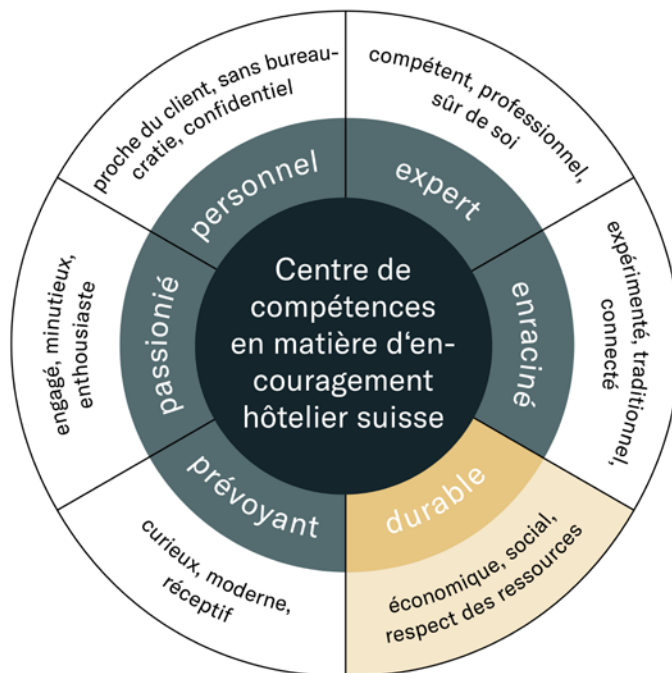 Centre de
compétences
en matière d‘en-
couragement
hôtelier suisse
personnel
proche du client, sans bureau-
cratie, confidentiel
expert
compétent, professionnel,
sûr de soi
enraciné
expérimenté, traditionnel,
connecté
durable
économique, social,
respect des ressources
prévoyant
curieux, moderne,
réceptif
passionié
engagé, minutieux,
enthousiaste